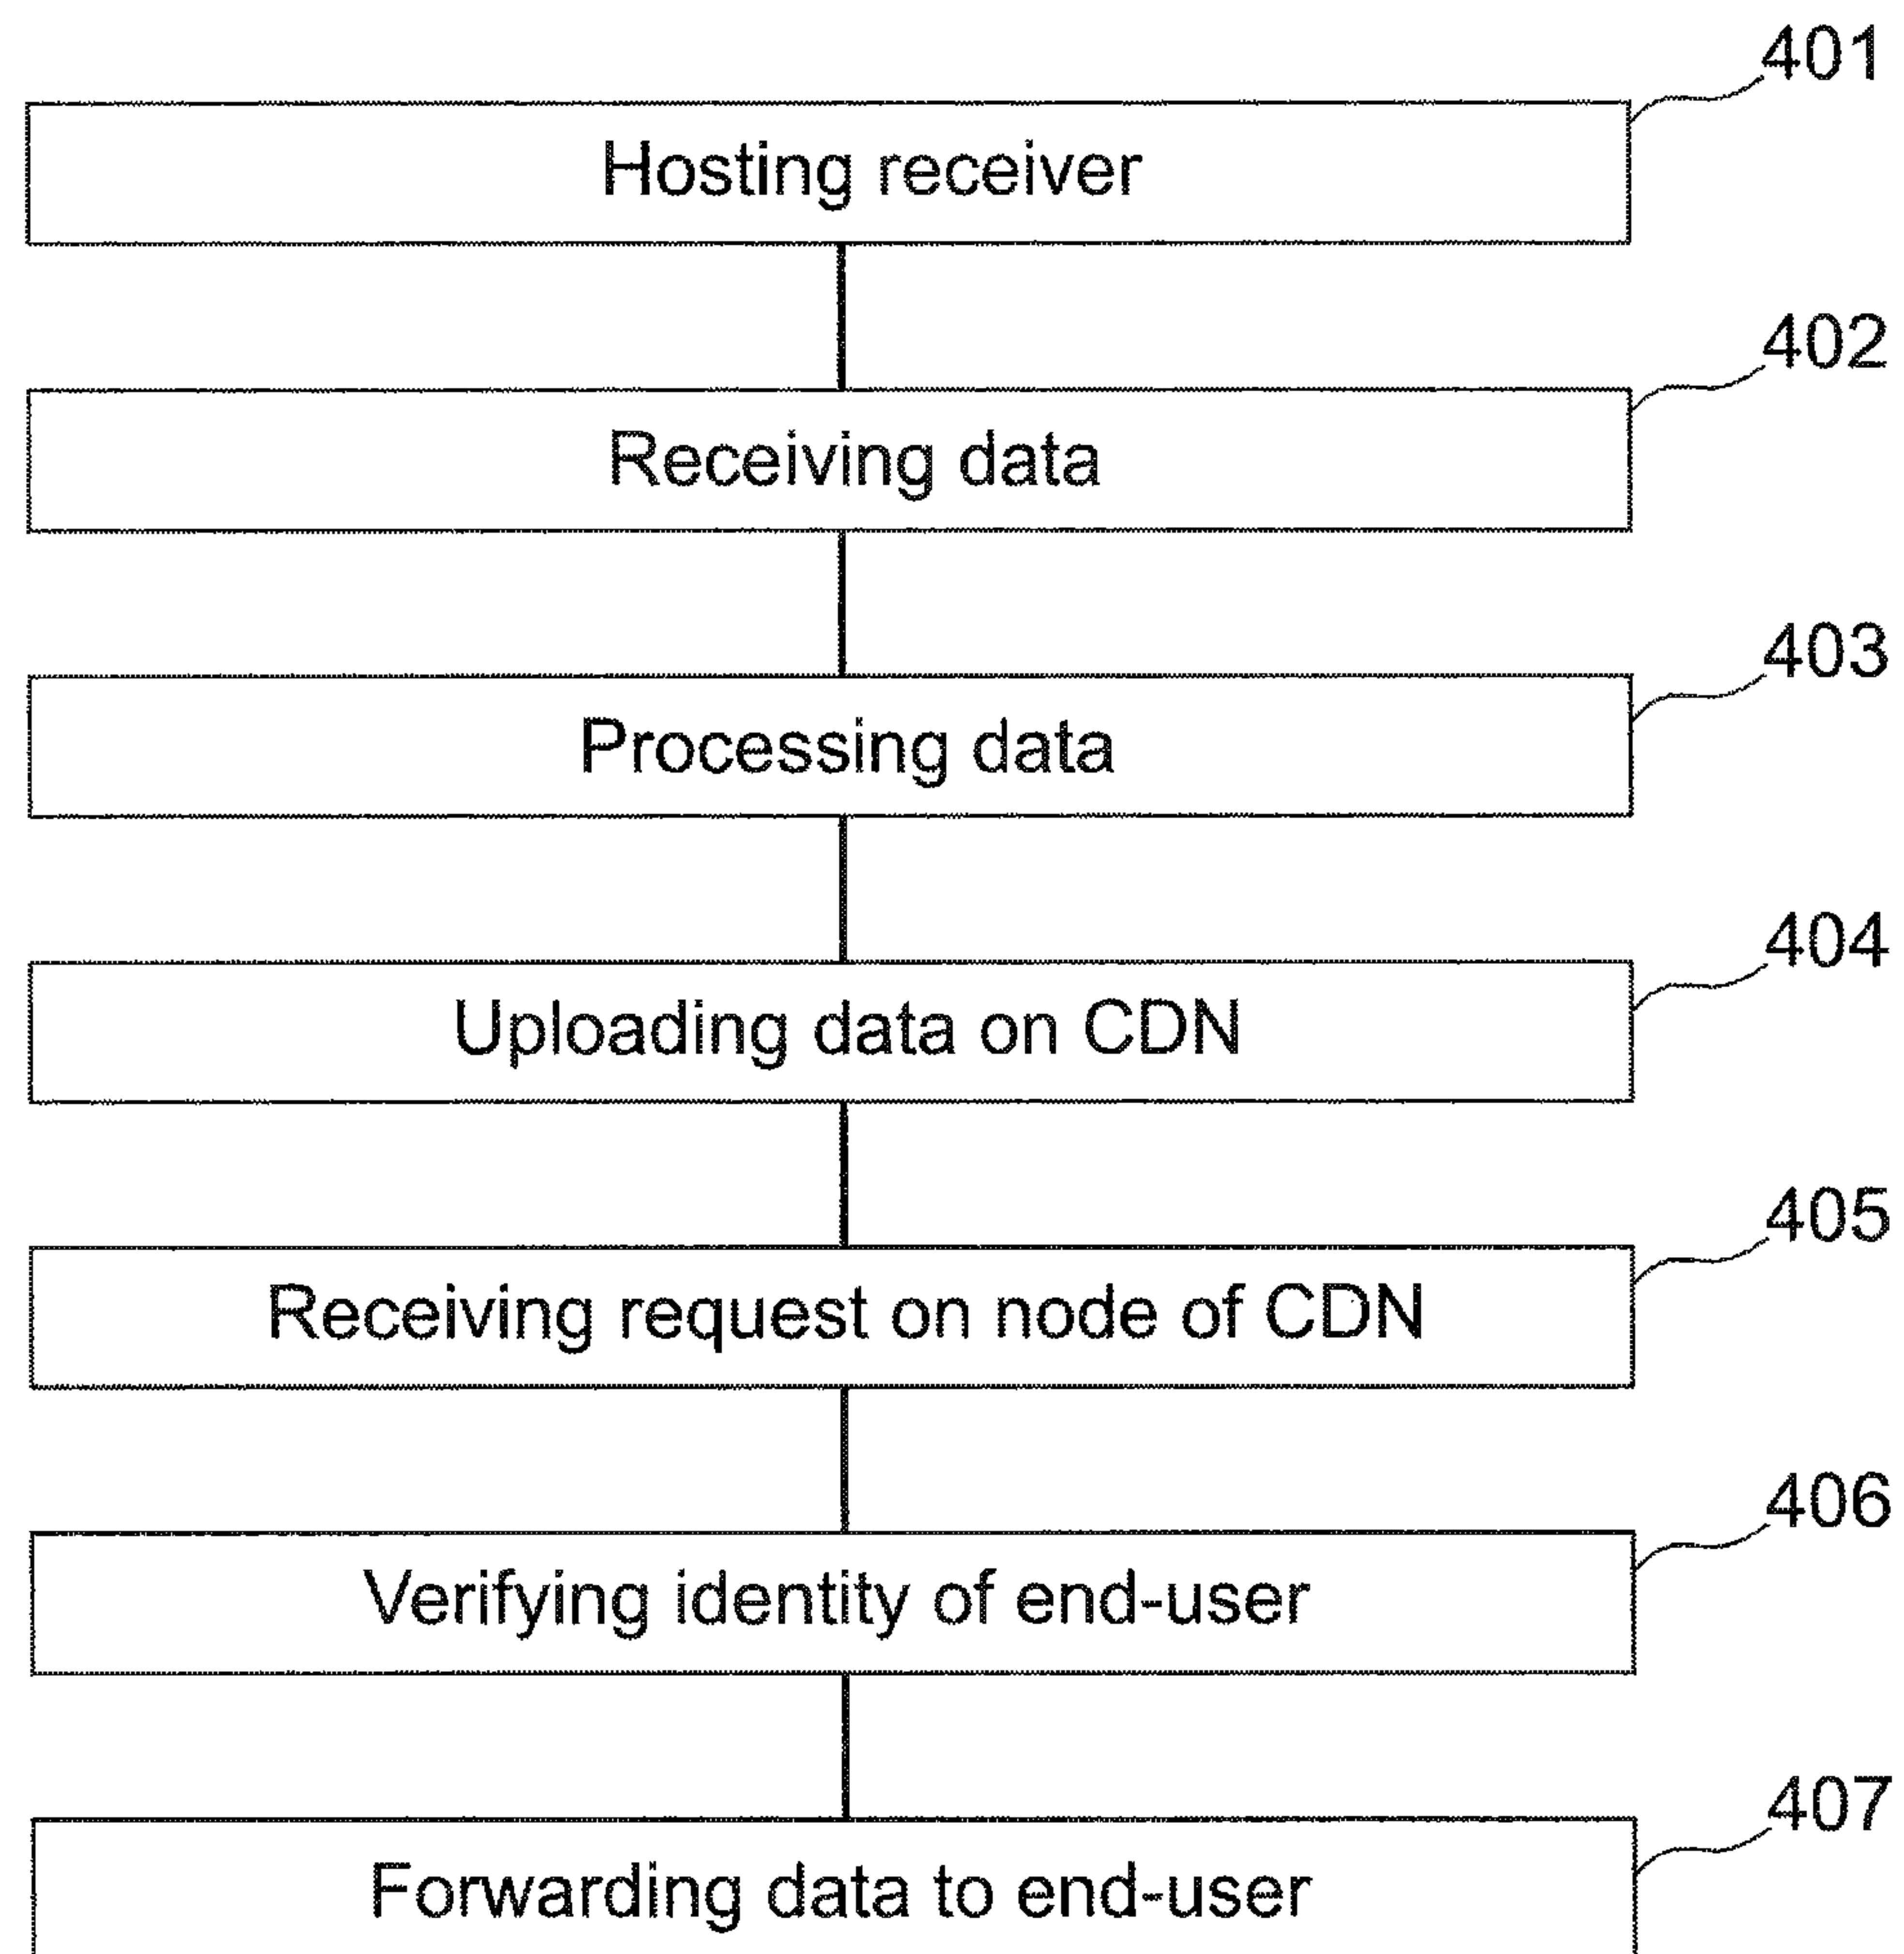 401
Hosting receiver
402
Receiving data
403
Processing data
404
Uploading data on CDN
405
Receiving request on node of CDN
406
Verifying identity of end-user
407
Forwarding data to end-user